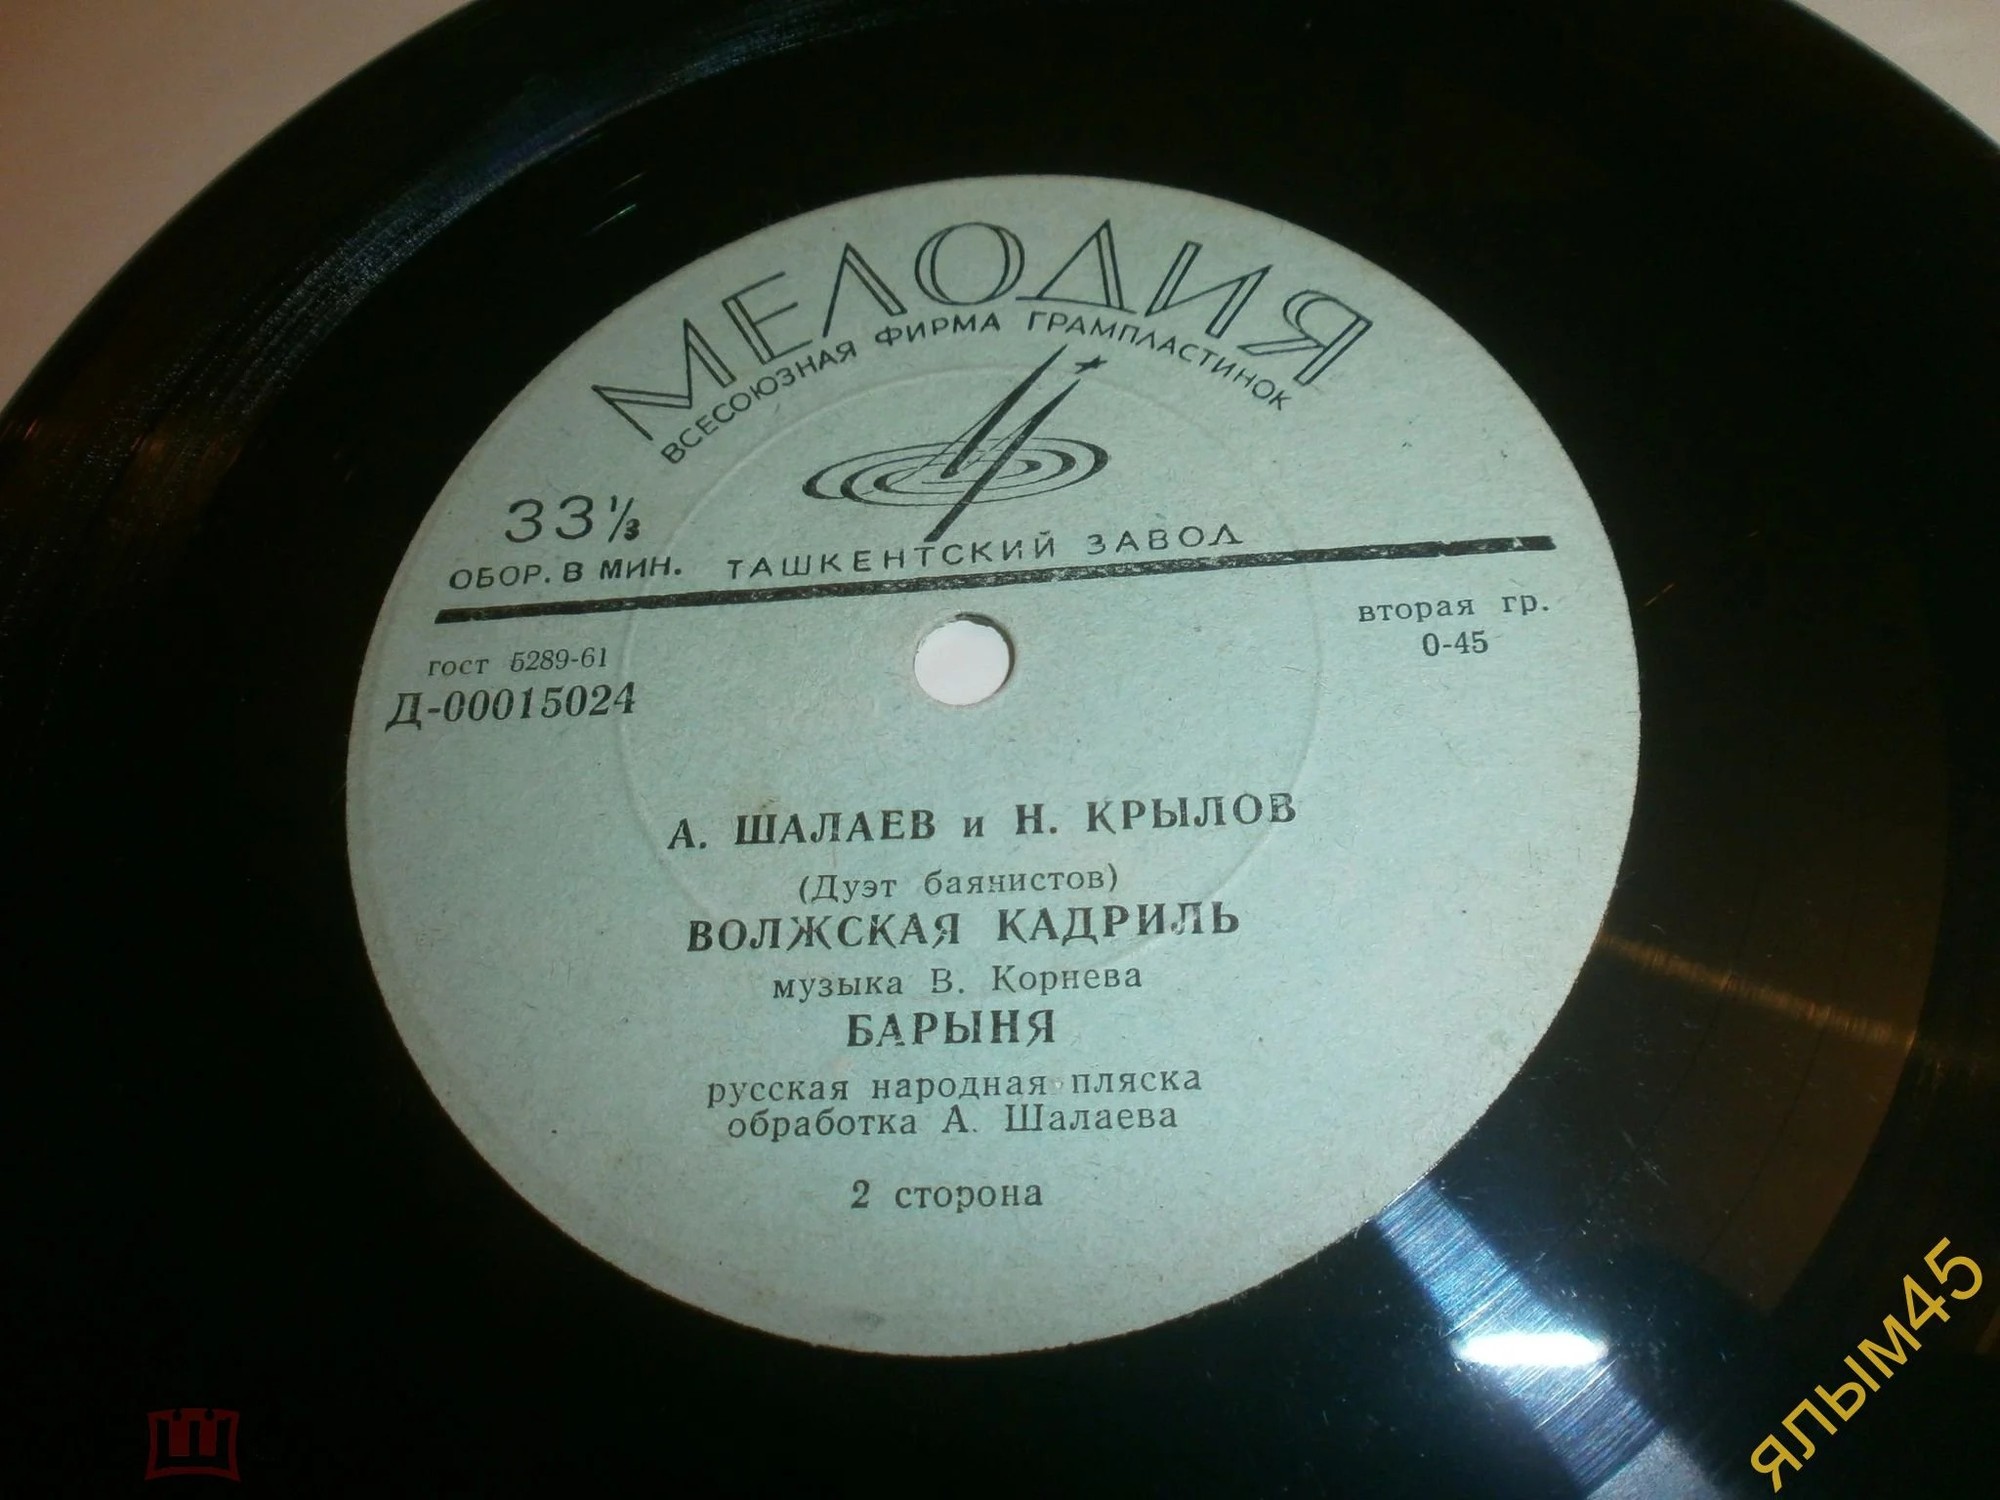 МЕЛОДИЯ
ВСЕСОЮЗНАЯ ФИРМА ГРАМПЛАСТИНОК
33⅓
ОБОР. В МИН. ТАШКЕНТСКИЙ ЗАВОД
гост 5289-61
Д-00015024
вторая гр.
0-45
А. ШАЛАЕВ и Н. КРЫЛОВ
(Дуэт баянистов)
ВОЛЖСКАЯ КАДРИЛЬ
музыка В. Корнева
БАРЫНЯ
русская народная пляска
обработка А. Шалаева
2 сторона
ялым45